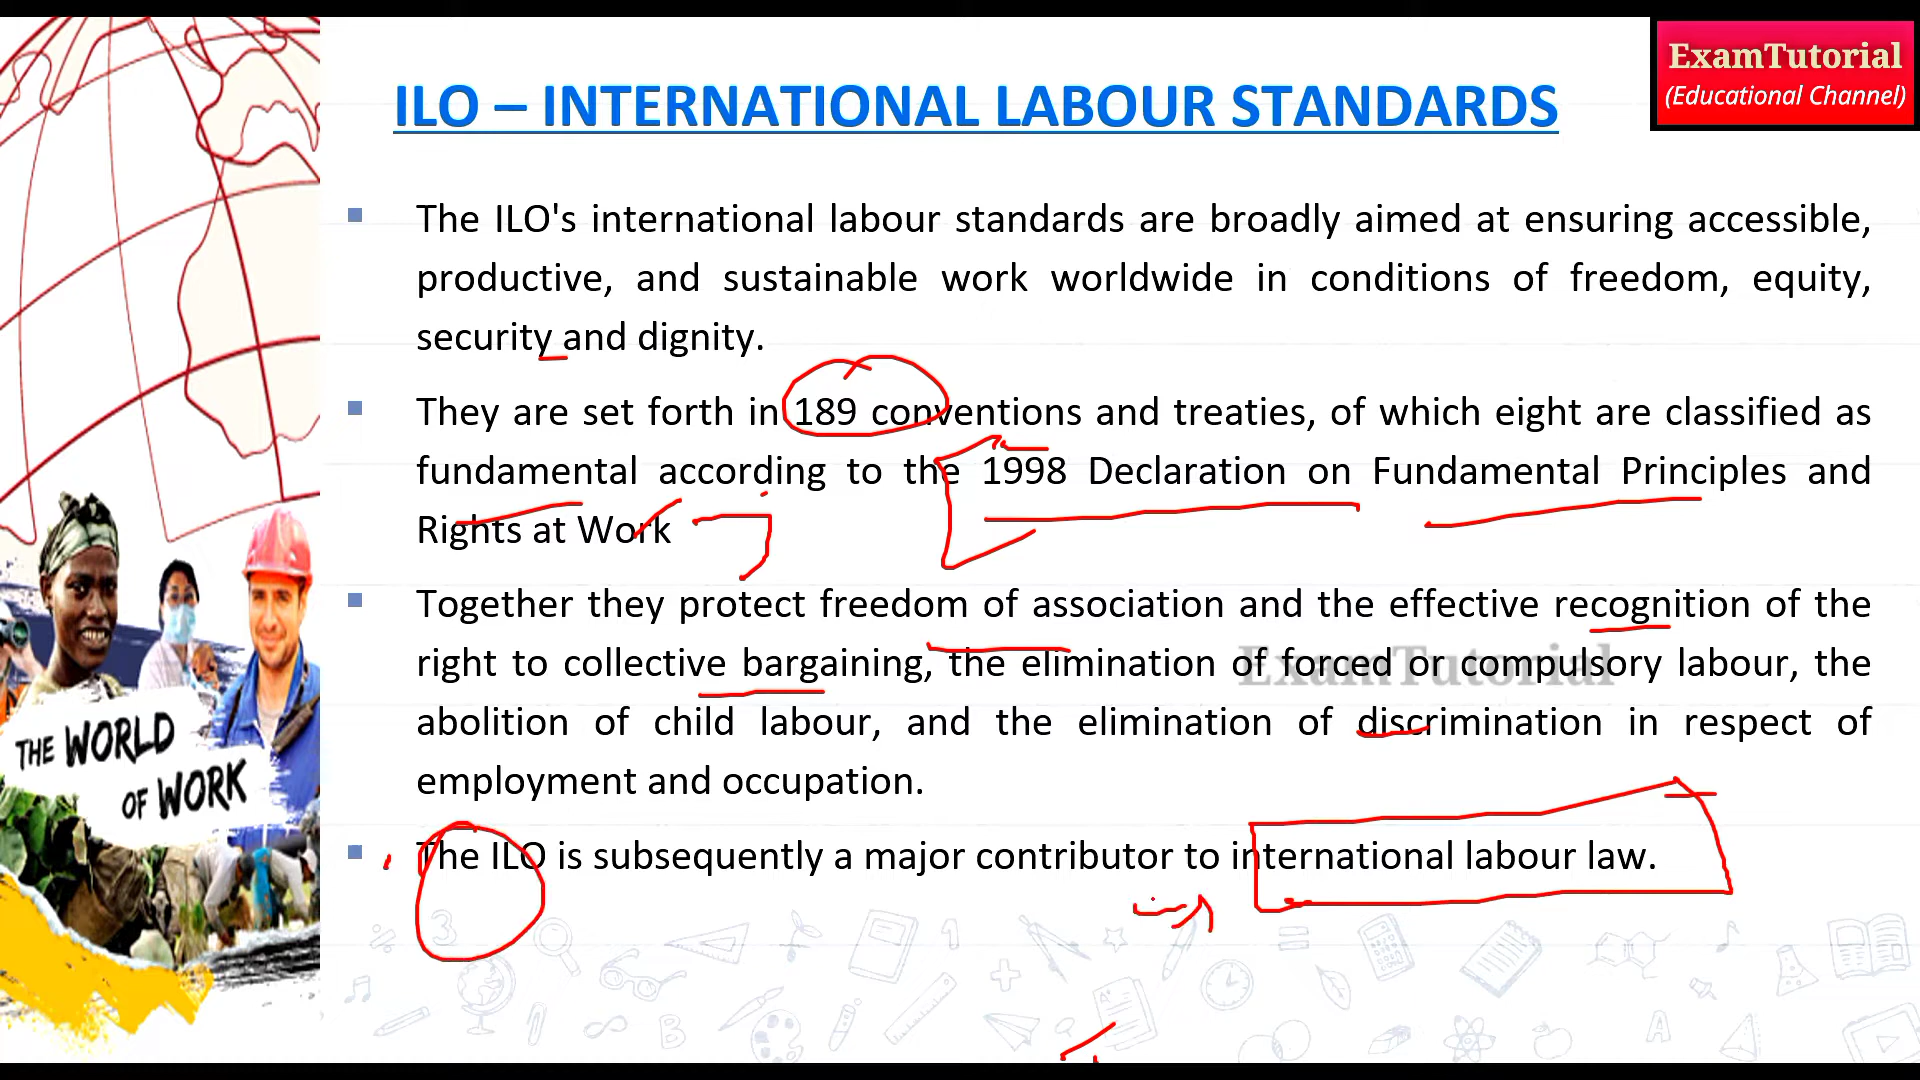 ExamTutorial
(Educational Channel)
ILO – INTERNATIONAL LABOUR STANDARDS
The ILO's international labour standards are broadly aimed at ensuring accessible,
productive, and sustainable work worldwide in conditions of freedom, equity,
security and dignity.
They are set forth in 189 conventions and treaties, of which eight are classified as
fundamental according to the 1998 Declaration on Fundamental Principles and
Rights at Work
Together they protect freedom of association and the effective recognition of the
right to collective bargaining, the elimination of forced or compulsory labour, the
abolition of child labour, and the elimination of discrimination in respect of
employment and occupation.
The ILO is subsequently a major contributor to international labour law.
ExamTutorial
THE WORLD
OF WORK